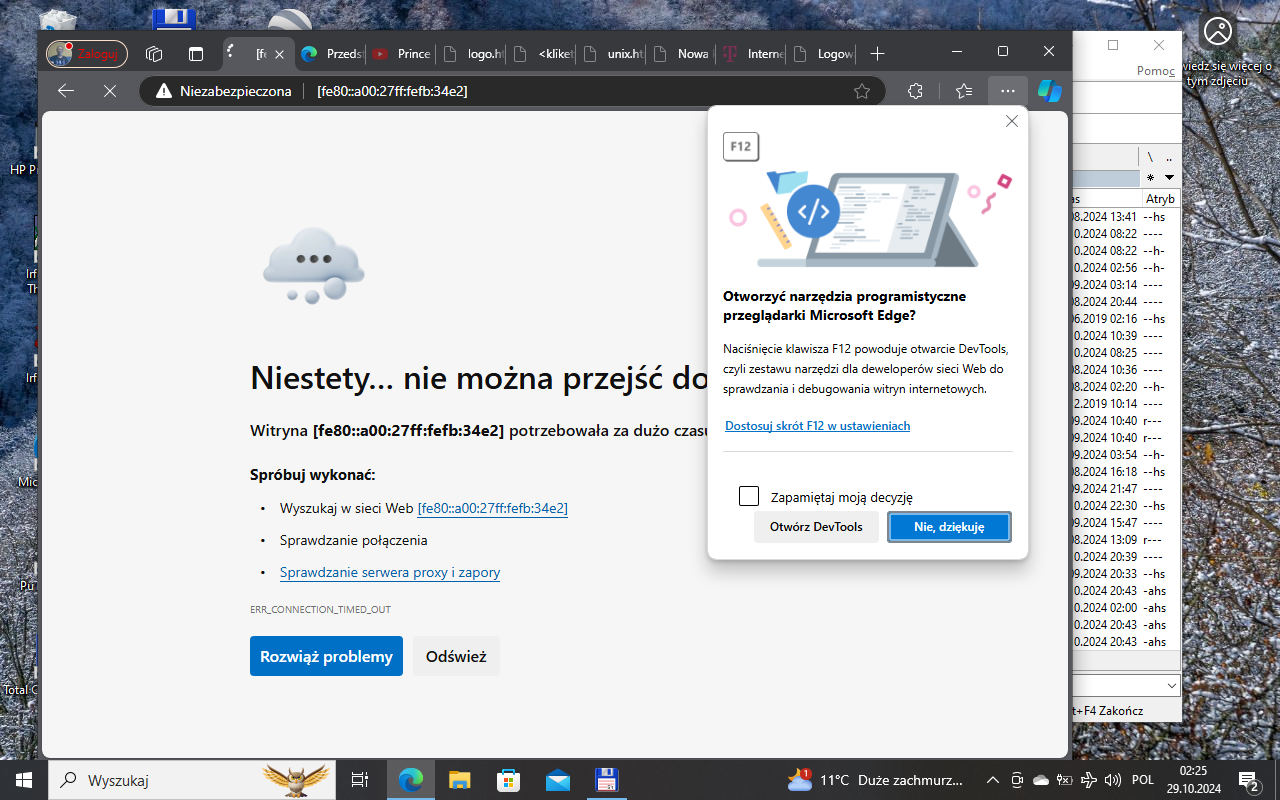 Zaloguj
[fe
Przeds
Prince
logo.ht
<kliket
unix.ht
Nowa
Interne
Logow
Pomoc
wiedz się więcej o
tym zdjęciu
Niezabezpieczona
[fe80::a00:27ff:fefb:34e2]
F12
Otworzyć narzędzia programistyczne
przeglądarki Microsoft Edge?
Naciśnięcie klawisza F12 powoduje otwarcie DevTools,
czyli zestawu narzędzi dla deweloperów sieci Web do
sprawdzania i debugowania witryn internetowych.
Dostosuj skrót F12 w ustawieniach
Zapamiętaj moją decyzję
Otwórz DevTools
Nie, dziękuję
Niestety... nie można przejść do
Witryna [fe80::a00:27ff:fefb:34e2] potrzebowała za dużo czasu
Spróbuj wykonać:
• Wyszukaj w sieci Web [fe80::a00:27ff:fefb:34e2]
• Sprawdzanie połączenia
• Sprawdzanie serwera proxy i zapory
ERR_CONNECTION_TIMED_OUT
Rozwiąż problemy
Odśwież
HP P
Irf
Th
Irf
Mic
Pu
Total C
\ ..
* 
as Atryb
08.2024 13:41 --hs
0.2024 08:22 ----
0.2024 08:22 --h-
0.2024 02:56 --h-
09.2024 03:14 ----
08.2024 20:44 ----
06.2019 02:16 --hs
0.2024 10:39 ----
0.2024 08:25 ----
08.2024 10:36 ----
08.2024 02:20 --h-
2.2019 10:14 ----
09.2024 10:40 r---
09.2024 10:40 r---
09.2024 03:54 --h-
08.2024 16:18 --hs
09.2024 21:47 ----
0.2024 22:30 --hs
09.2024 15:47 ----
08.2024 13:09 r---
0.2024 20:39 ----
09.2024 20:33 --hs
0.2024 20:43 -ahs
0.2024 02:00 -ahs
0.2024 20:43 -ahs
0.2024 20:43 -ahs
t+F4 Zakończ
Wyszukaj
1
11°C Duże zachmurz...
POL
02:25
29.10.2024
2